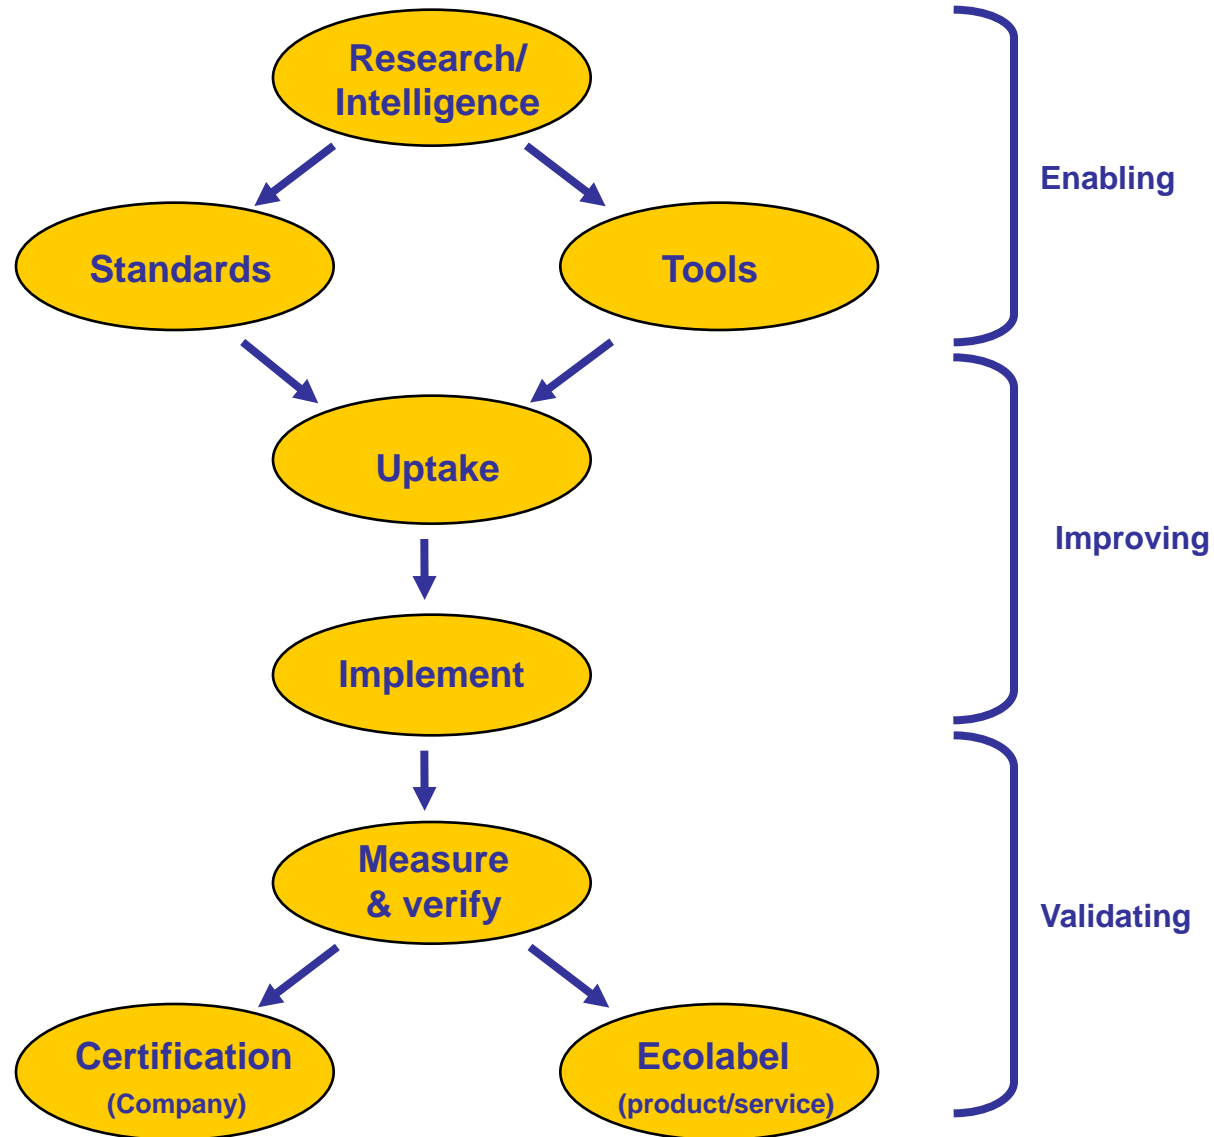 Research/
Intelligence
Enabling
Standards
Tools
Uptake
Improving
Implement
Measure
& verify
Validating
Certification
(Company)
Ecolabel
(product/service)